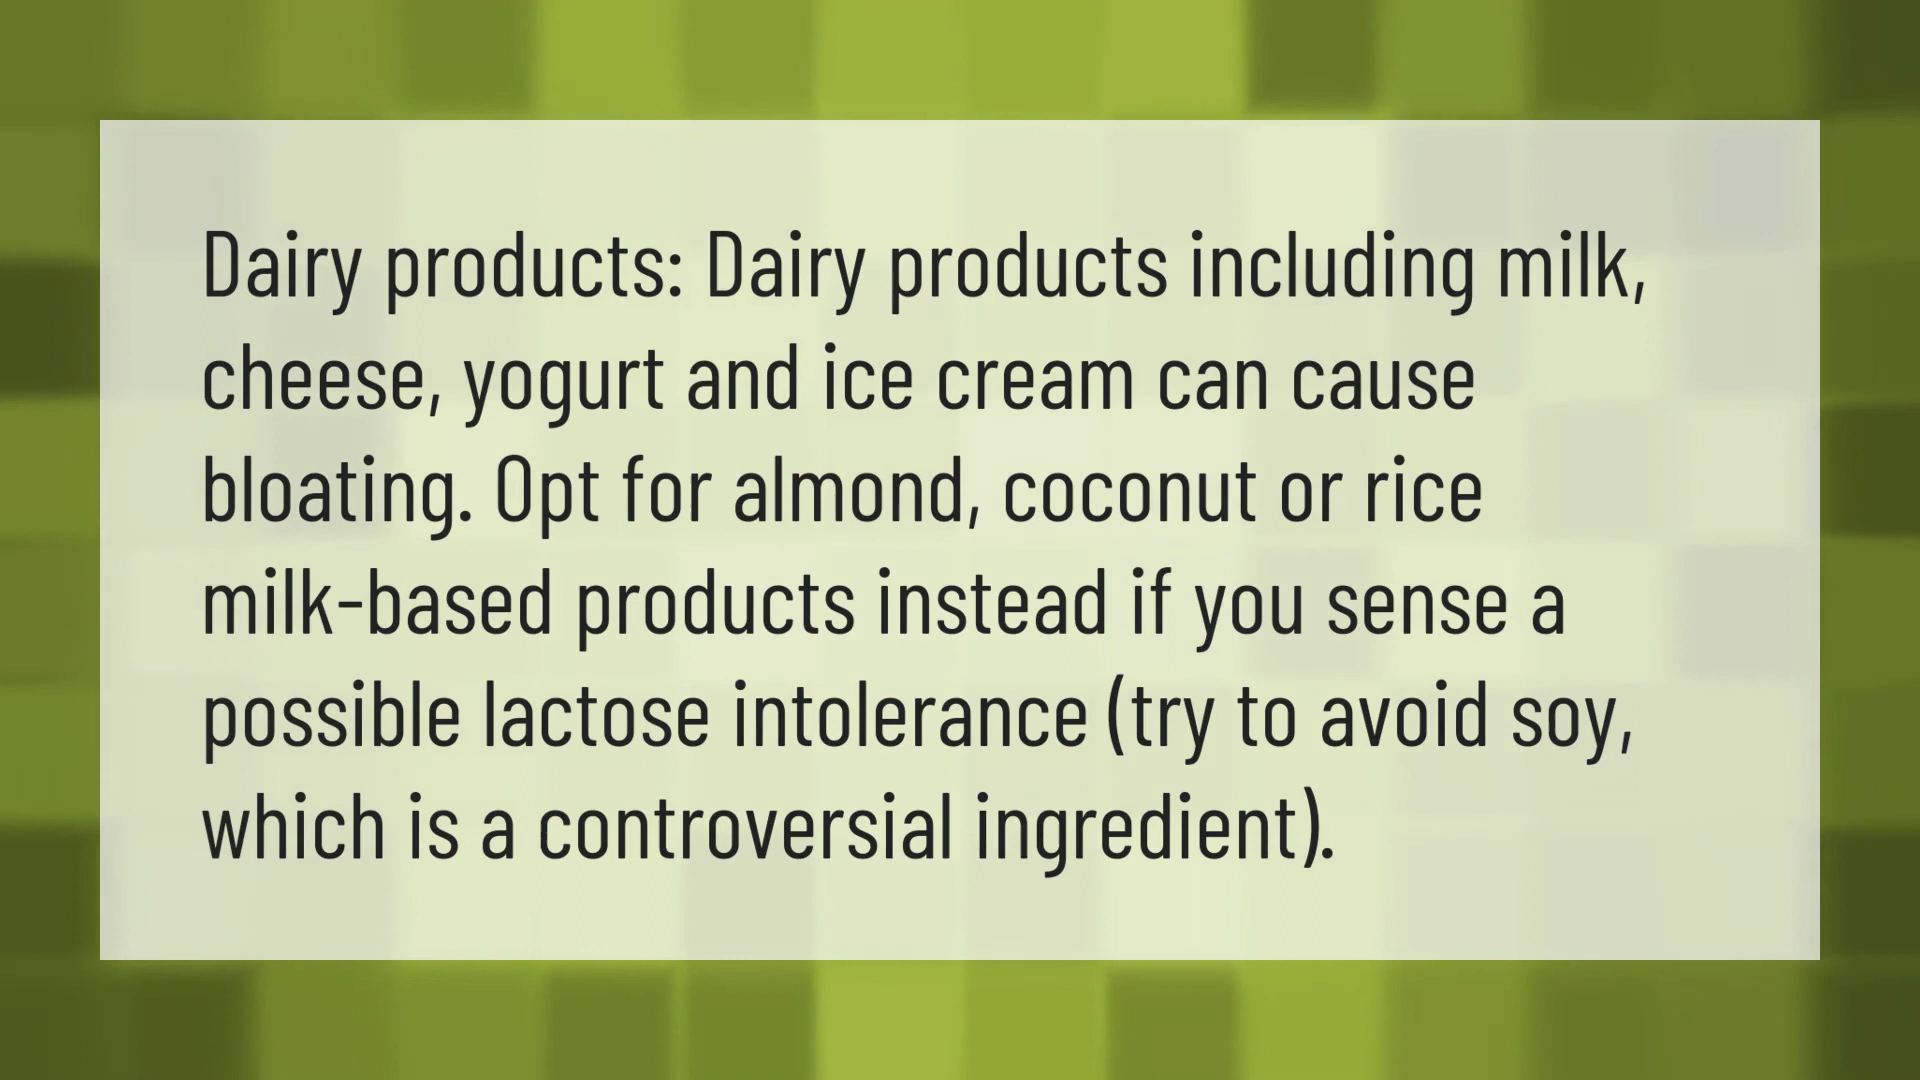 Dairy products: Dairy products including milk,
cheese, yogurt and ice cream can cause
bloating. Opt for almond, coconut or rice
milk-based products instead if you sense a
possible lactose intolerance (try to avoid soy,
which is a controversial ingredient).